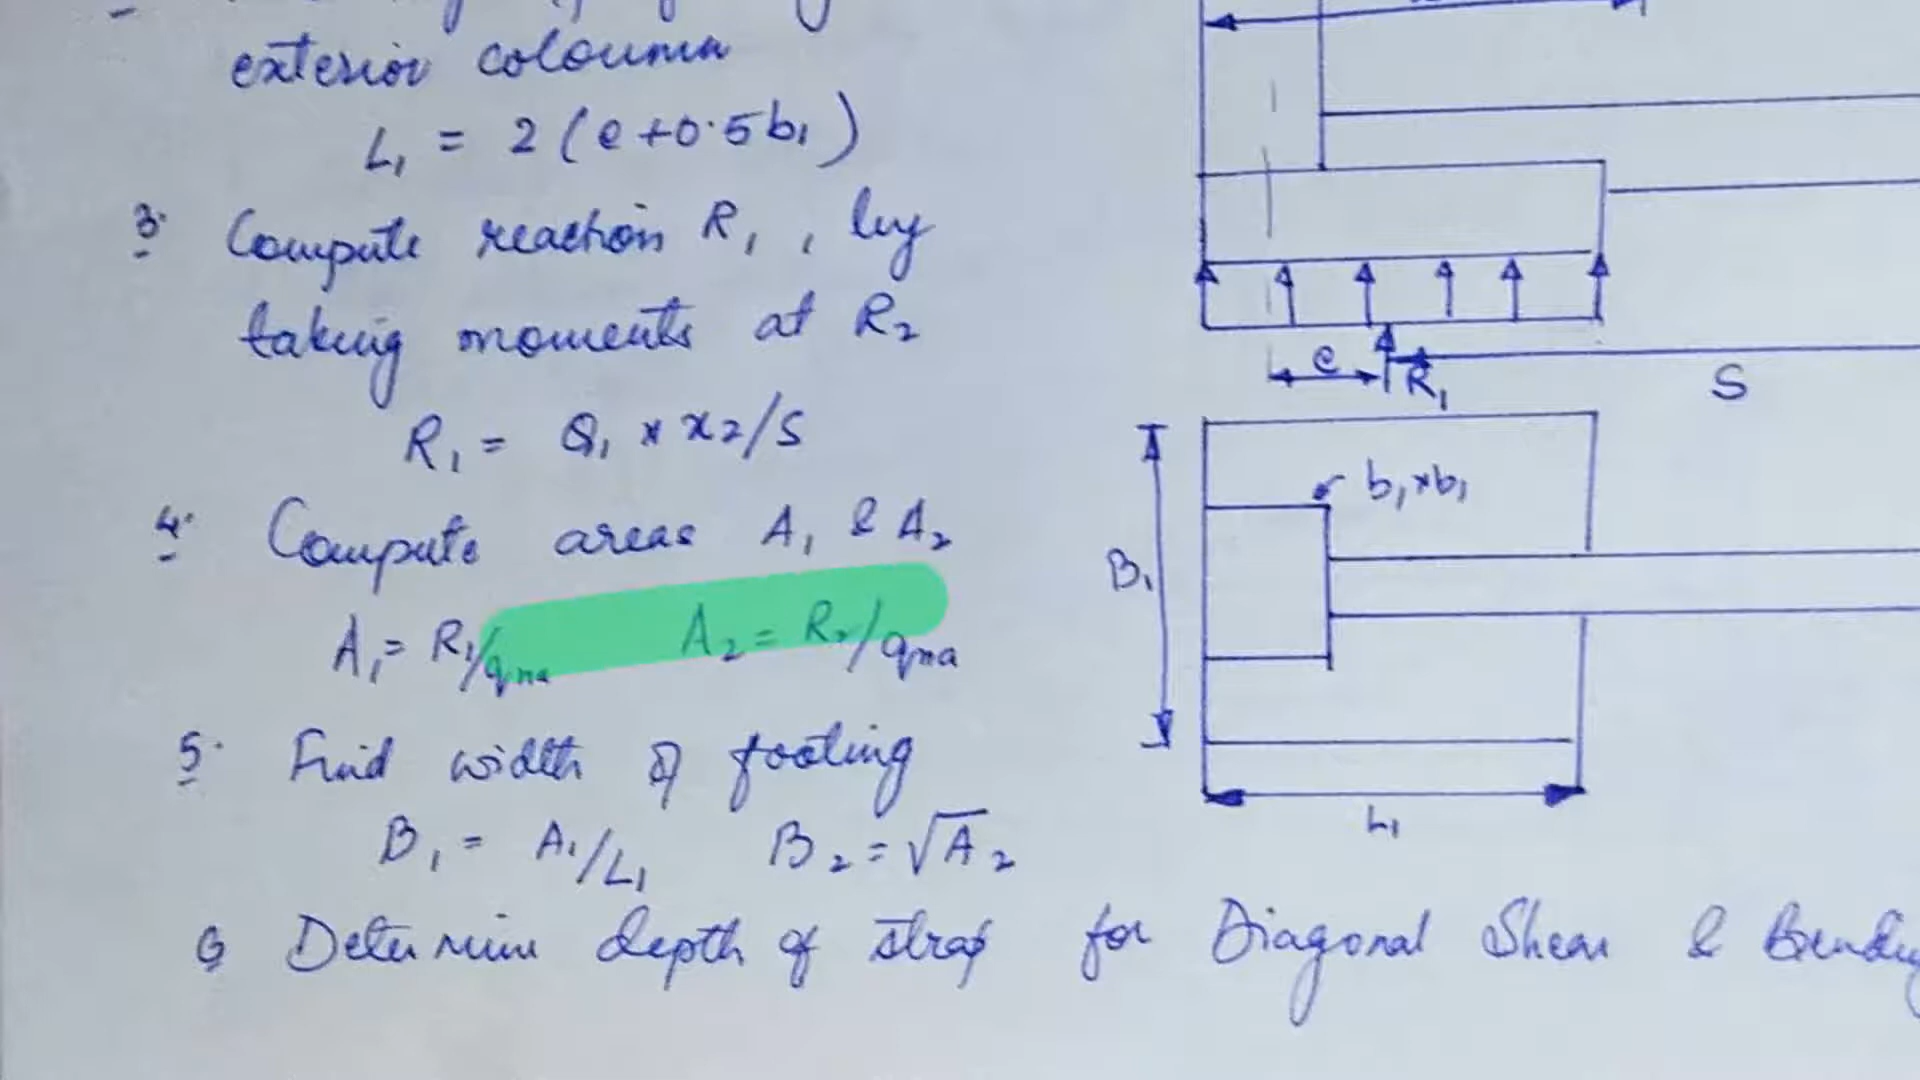 exterior coloumn
L₁ = 2(e+0.5b₁)
3. Compute reaction R₁, by
taking moments at R₂
R₁ = Q₁ * x₂/S
4. Compute areas A₁ & A₂
A₁ = R₁/qna A₂ = R₂/qna
5. Find width of footing
B₁ = A₁/L₁ B₂ = √A₂
6 Determine depth of strap for Diagonal Shear &
e
R₁
S
b₁*b₁
B₁
L₁